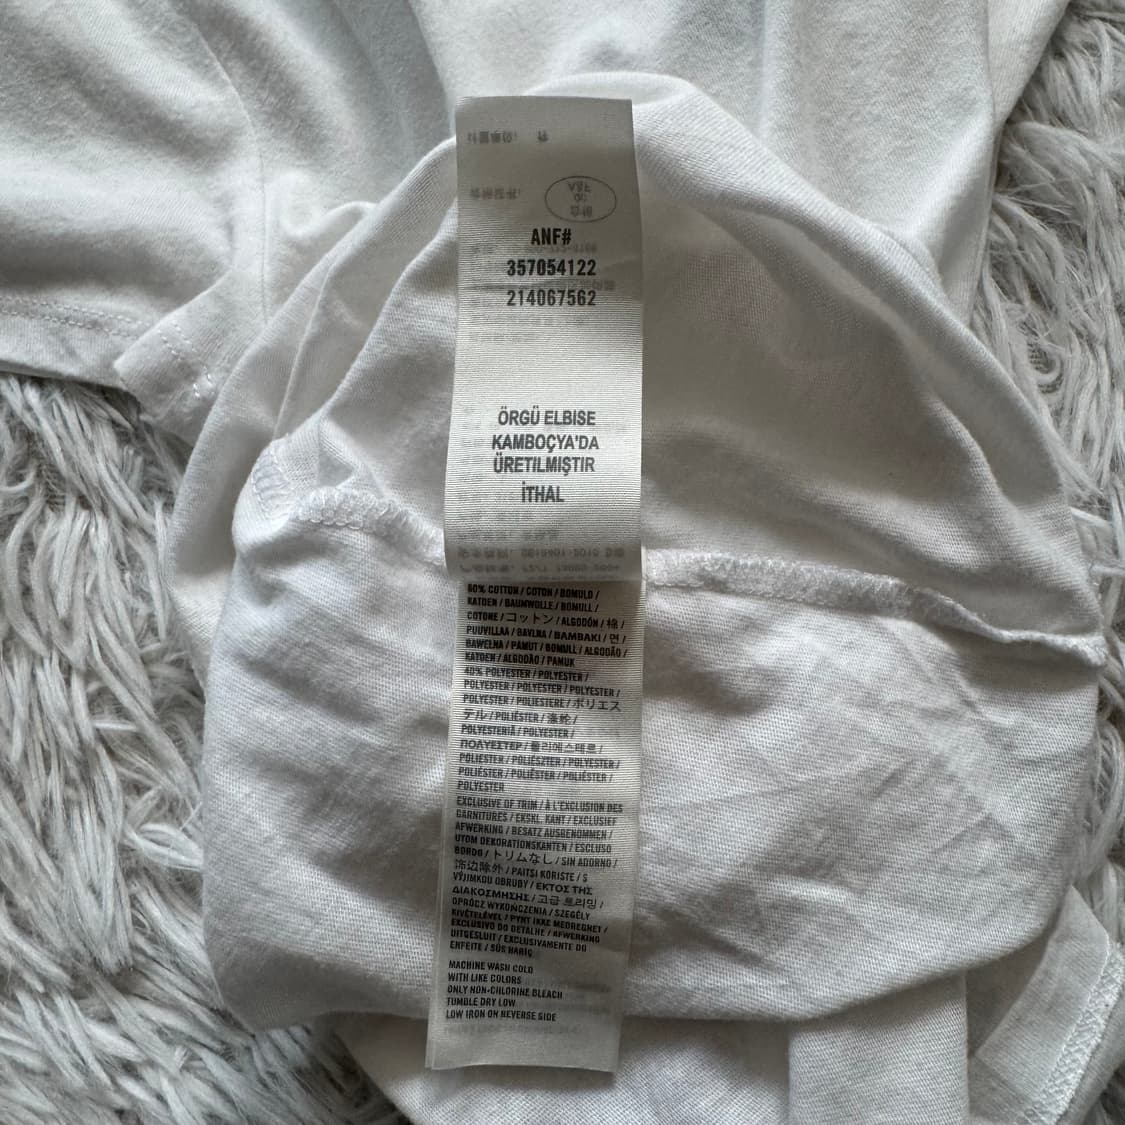 ANF#
357054122
214067562
ÖRGÜ ELBISE
KAMBOÇYA'DA
ÜRETILMIŞTIR
İTHAL
60% COTTON / COTON / BOMULD /
KATOEN / BAUMWOLLE / BOMULL /
COTONE / コットン / ALGODÓN / 棉 /
PUUVILLAA / BAVLNA / BAMBAKI / 면 /
BAWEŁNA / PAMUT / BOMULL / ALGODÃO /
KATOEN / ALGODÃO / PAMUK
40% POLYESTER / POLYESTER /
POLYESTER / POLYESTER / POLYESTER /
POLYESTER / POLIESTERE / ポリエス
テル / POLIÉSTER / 涤纶 /
POLYESTERIÄ / POLYESTER /
ΠΟΛΥΕΣΤΕΡ / 폴리에스테르 /
POLIESTER / POLIÉSZTER / POLYESTER /
POLIÉSTER / POLIÉSTER / POLIÉSTER /
POLYESTER
EXCLUSIVE OF TRIM / À L'EXCLUSION DES
GARNITURES / EKSKL. KANT / EXCLUSIEF
AFWERKING / BESATZ AUSGENOMMEN /
UTOM DEKORATIONSKANTEN / ESCLUSO
BORDO / トリムなし / SIN ADORNO /
饰边除外 / PAITSI KORISTE / S
VÝJIMKOU OBRUBY / ΕΚΤΟΣ ΤΗΣ
ΔΙΑΚΟΣΜΗΣΗΣ / 고급 트리밍 /
OPRÓCZ WYKOŃCZENIA / SZEGÉLY
KIVÉTELÉVEL / PYNT IKKE MEDREGNET /
EXCLUSIVO DO DETALHE / AFWERKING
UITGESLUIT / EXCLUSIVAMENTE DO
ENFEITE / SÜS HARİÇ
MACHINE WASH COLD
WITH LIKE COLORS
ONLY NON-CHLORINE BLEACH
TUMBLE DRY LOW
LOW IRON ON REVERSE SIDE